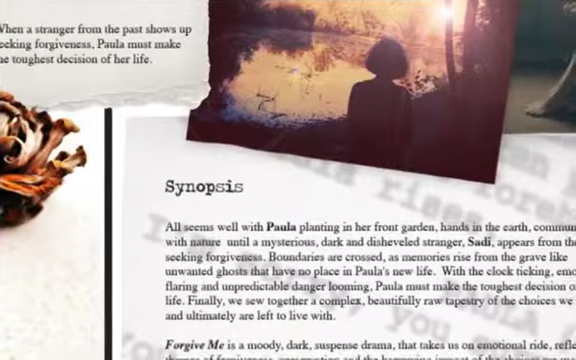 When a stranger from the past shows up
seeking forgiveness, Paula must make
the toughest decision of her life.
Synopsis
All seems well with Paula planting in her front garden, hands in the earth,
with nature until a mysterious, dark and disheveled stranger, Sadi, appears from the
seeking forgiveness. Boundaries are crossed, as memories rise from the grave like
unwanted ghosts that have no place in Paula's new life. With the clock ticking,
flaring and unpredictable danger looming, Paula must make the toughest decision
life. Finally, we sew together a complex, beautifully raw tapestry of the choices we
and ultimately are left to live with.
Forgive Me is a moody, dark, suspense drama, that takes us on emotional ride,